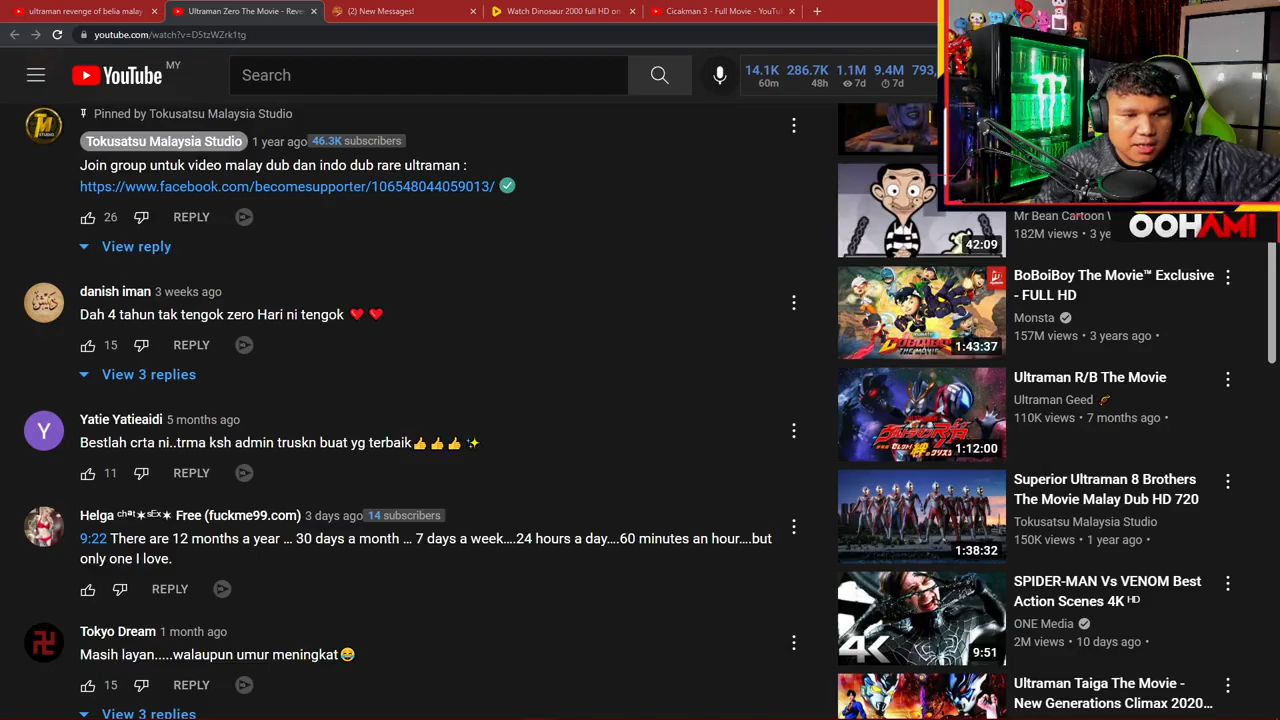 ultraman revenge of belia malay
Ultraman Zero The Movie - Reve
(2) New Messages!
Watch Dinosaur 2000 full HD on
Cicakman 3 - Full Movie - YouTu
youtube.com/watch?v=D5tzWZrk1tg
YouTube MY
Search
14.1K 286.7K 1.1M 9.4M 793,
60m 48h 7d 7d
Pinned by Tokusatsu Malaysia Studio
Tokusatsu Malaysia Studio 1 year ago 46.3K subscribers
Join group untuk video malay dub dan indo dub rare ultraman :
https://www.facebook.com/becomesupporter/106548044059013/
26 REPLY
View reply
danish iman 3 weeks ago
Dah 4 tahun tak tengok zero Hari ni tengok ❤️ ❤️
15 REPLY
View 3 replies
Yatie Yatieaidi 5 months ago
Bestlah crta ni..trma ksh admin truskn buat yg terbaik👍👍👍✨
11 REPLY
Helga ᶜʰᵃᵗ✶ˢᴱˣ✶ Free (fuckme99.com) 3 days ago 14 subscribers
9:22 There are 12 months a year ... 30 days a month ... 7 days a week....24 hours a day....60 minutes an hour....but
only one I love.
REPLY
Tokyo Dream 1 month ago
Masih layan.....walaupun umur meningkat😂
15 REPLY
View 3 replies
OOHAMI
Mr Bean Cartoon
182M views • 3 ye
42:09
BoBoiBoy The Movie™ Exclusive
- FULL HD
Monsta
157M views • 3 years ago •
1:43:37
Ultraman R/B The Movie
Ultraman Geed
110K views • 7 months ago •
1:12:00
Superior Ultraman 8 Brothers
The Movie Malay Dub HD 720
Tokusatsu Malaysia Studio
150K views • 1 year ago •
1:38:32
SPIDER-MAN Vs VENOM Best
Action Scenes 4K ᴴᴰ
ONE Media
2M views • 10 days ago •
4K
9:51
Ultraman Taiga The Movie -
New Generations Climax 2020...